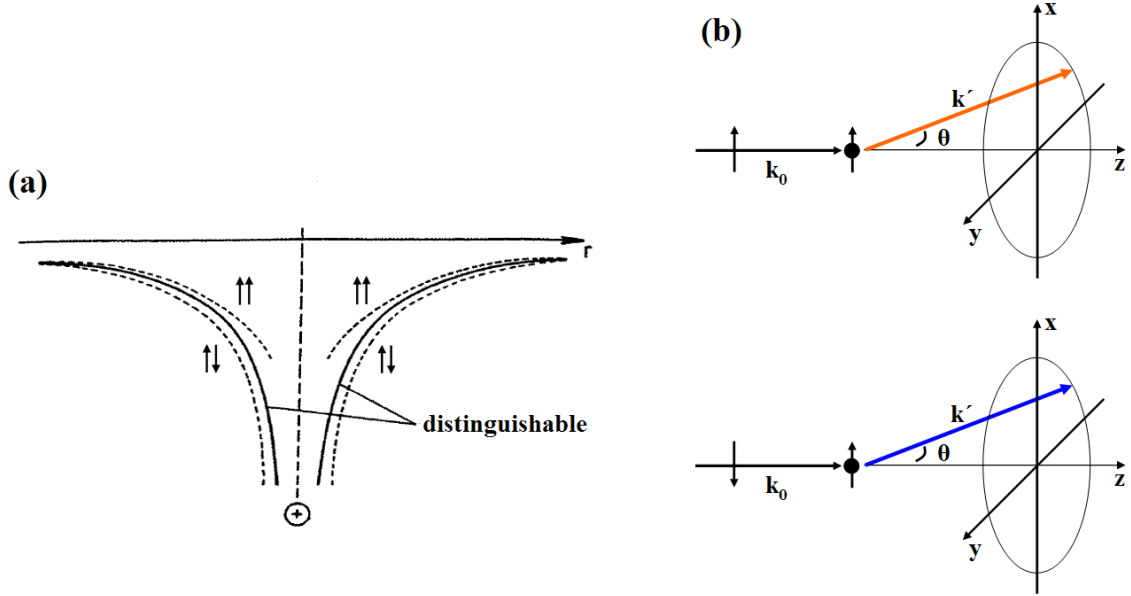 (a)
r
↑↑
↑↑
↑↓
↑↓
distinguishable
+
(b)
x
k´
θ
k₀
z
y
x
k´
θ
k₀
z
y